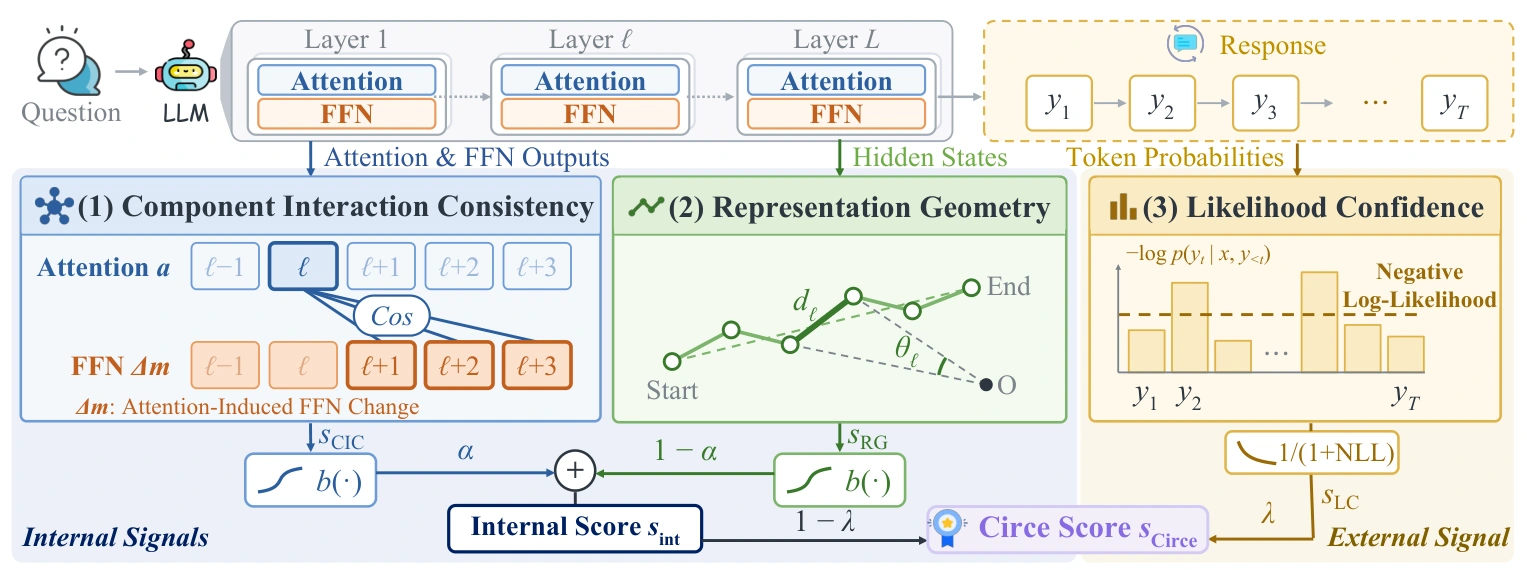 Question
?
LLM
Layer 1
Layer ℓ
Layer L
Attention
FFN
Attention
FFN
Attention
FFN
Response
y1
y2
y3
...
yT
Attention & FFN Outputs
Hidden States
Token Probabilities
(1) Component Interaction Consistency
Attention a
ℓ−1
ℓ
ℓ+1
ℓ+2
ℓ+3
Cos
FFN Δm
ℓ−1
ℓ
ℓ+1
ℓ+2
ℓ+3
Δm: Attention-Induced FFN Change
(2) Representation Geometry
Start
dℓ
θℓ
End
O
(3) Likelihood Confidence
−log p(yt | x, y<t)
Negative
Log-Likelihood
...
y1
y2
yT
sCIC
b(·)
α
+
1 − α
sRG
b(·)
1/(1+NLL)
sLC
λ
Internal Score sint
1 − λ
Circe Score sCirce
Internal Signals
External Signal